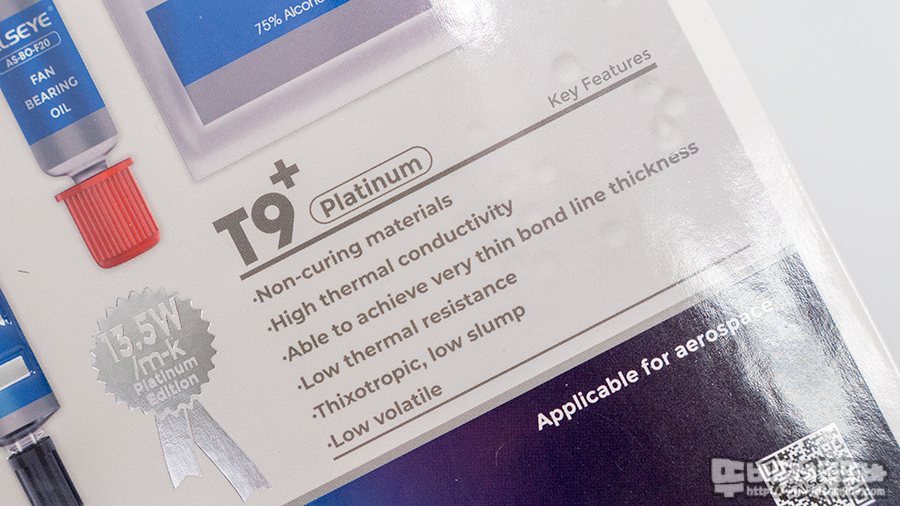 LSEYE
AS-BO-F20
FAN
BEARING
OIL
75% Alcoho
Key Features
T9+ Platinum
·Non-curing materials
·High thermal conductivity
·Able to achieve very thin bond line thickness
·Low thermal resistance
·Thixotropic, low slump
·Low volatile
13.5W
/m-k
Platinum
Edition
Applicable for aerospace